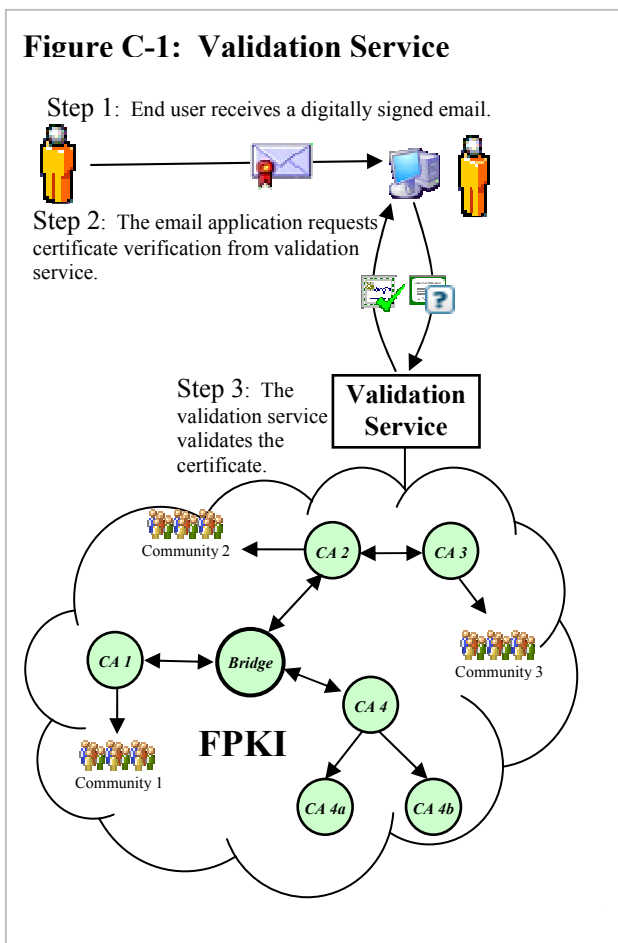 Figure C-1: Validation Service
Step 1: End user receives a digitally signed email.
Step 2: The email application requests
certificate verification from validation
service.
?
Step 3: The
validation service
validates the
certificate.
Validation
Service
Community 2
CA 2
CA 3
CA 1
Bridge
Community 3
CA 4
FPKI
Community 1
CA 4a
CA 4b